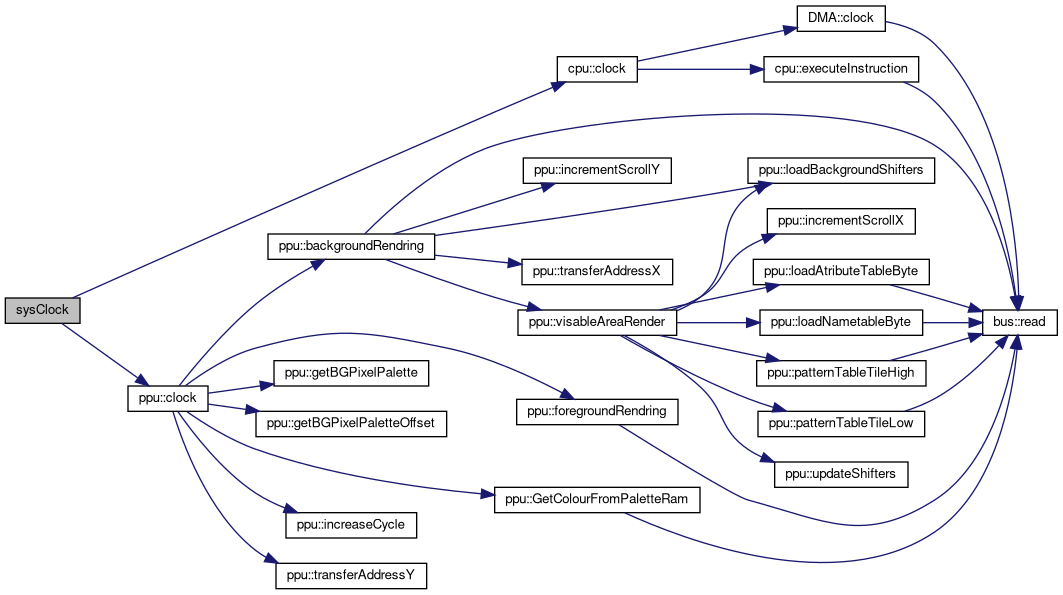 DMA::clock
cpu::clock
cpu::executeInstruction
ppu::incrementScrollY
ppu::loadBackgroundShifters
ppu::incrementScrollX
ppu::backgroundRendring
ppu::transferAddressX
ppu::loadAtributeTableByte
sysClock
ppu::visableAreaRender
ppu::loadNametableByte
bus::read
ppu::getBGPixelPalette
ppu::patternTableTileHigh
ppu::clock
ppu::foregroundRendring
ppu::getBGPixelPaletteOffset
ppu::patternTableTileLow
ppu::updateShifters
ppu::GetColourFromPaletteRam
ppu::increaseCycle
ppu::transferAddressY